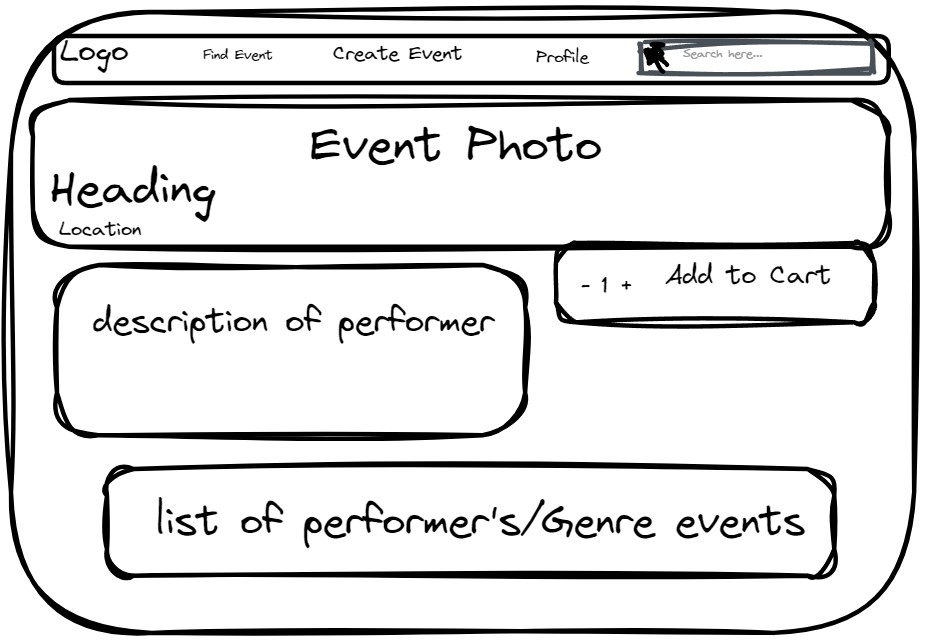 Logo Find Event Create Event Profile Search here...
Event Photo
Heading
Location
- 1 + Add to Cart
description of performer
list of performer's/Genre events